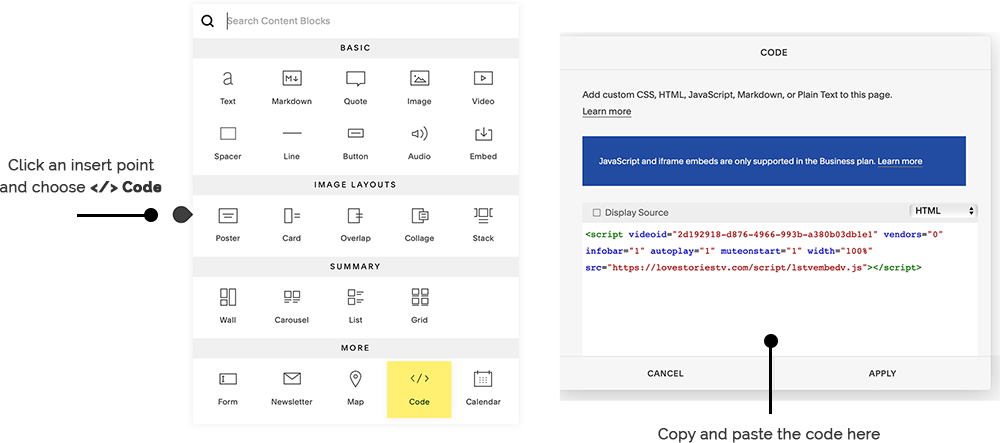 Search Content Blocks
BASIC
a
Text
M
Markdown
Quote
Image
Video
Spacer
Line
Button
Audio
Embed
Click an insert point
and choose </> Code
IMAGE LAYOUTS
Poster
Card
Overlap
Collage
Stack
SUMMARY
Wall
Carousel
List
Grid
MORE
Form
Newsletter
Map
</>
Code
Calendar
CODE
Add custom CSS, HTML, JavaScript, Markdown, or Plain Text to this page.
Learn more
JavaScript and iframe embeds are only supported in the Business plan. Learn more
Display Source
HTML
<script videoid="2d192918-d876-4966-993b-a380b03db1e1" vendors="0"
infobar="1" autoplay="1" muteonstart="1" width="100%"
src="https://lovestoriestv.com/script/lstvembedv.js"></script>
CANCEL
APPLY
Copy and paste the code here